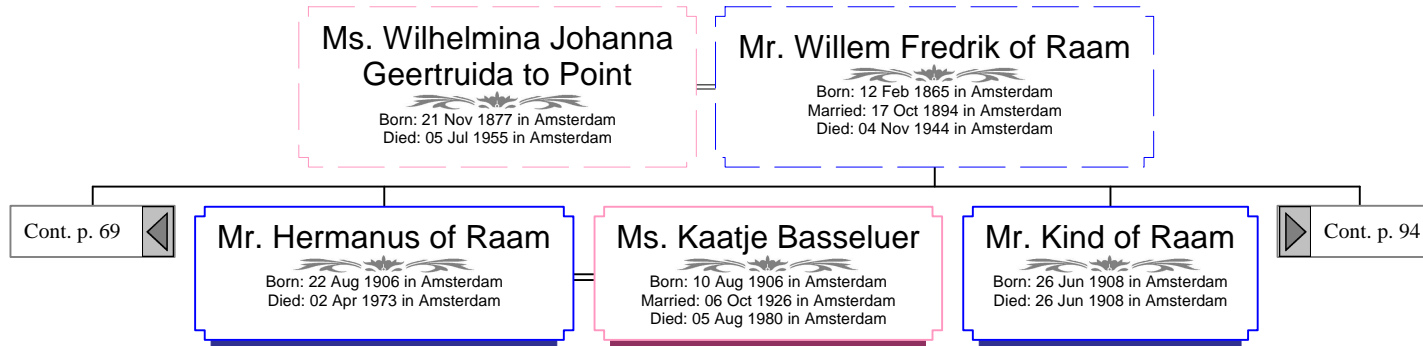 Ms. Wilhelmina Johanna
Geertruida to Point
Born: 21 Nov 1877 in Amsterdam
Died: 05 Jul 1955 in Amsterdam
Mr. Willem Fredrik of Raam
Born: 12 Feb 1865 in Amsterdam
Married: 17 Oct 1894 in Amsterdam
Died: 04 Nov 1944 in Amsterdam
Cont. p. 69
Mr. Hermanus of Raam
Born: 22 Aug 1906 in Amsterdam
Died: 02 Apr 1973 in Amsterdam
Ms. Kaatje Basseluer
Born: 10 Aug 1906 in Amsterdam
Married: 06 Oct 1926 in Amsterdam
Died: 05 Aug 1980 in Amsterdam
Mr. Kind of Raam
Born: 26 Jun 1908 in Amsterdam
Died: 26 Jun 1908 in Amsterdam
Cont. p. 94